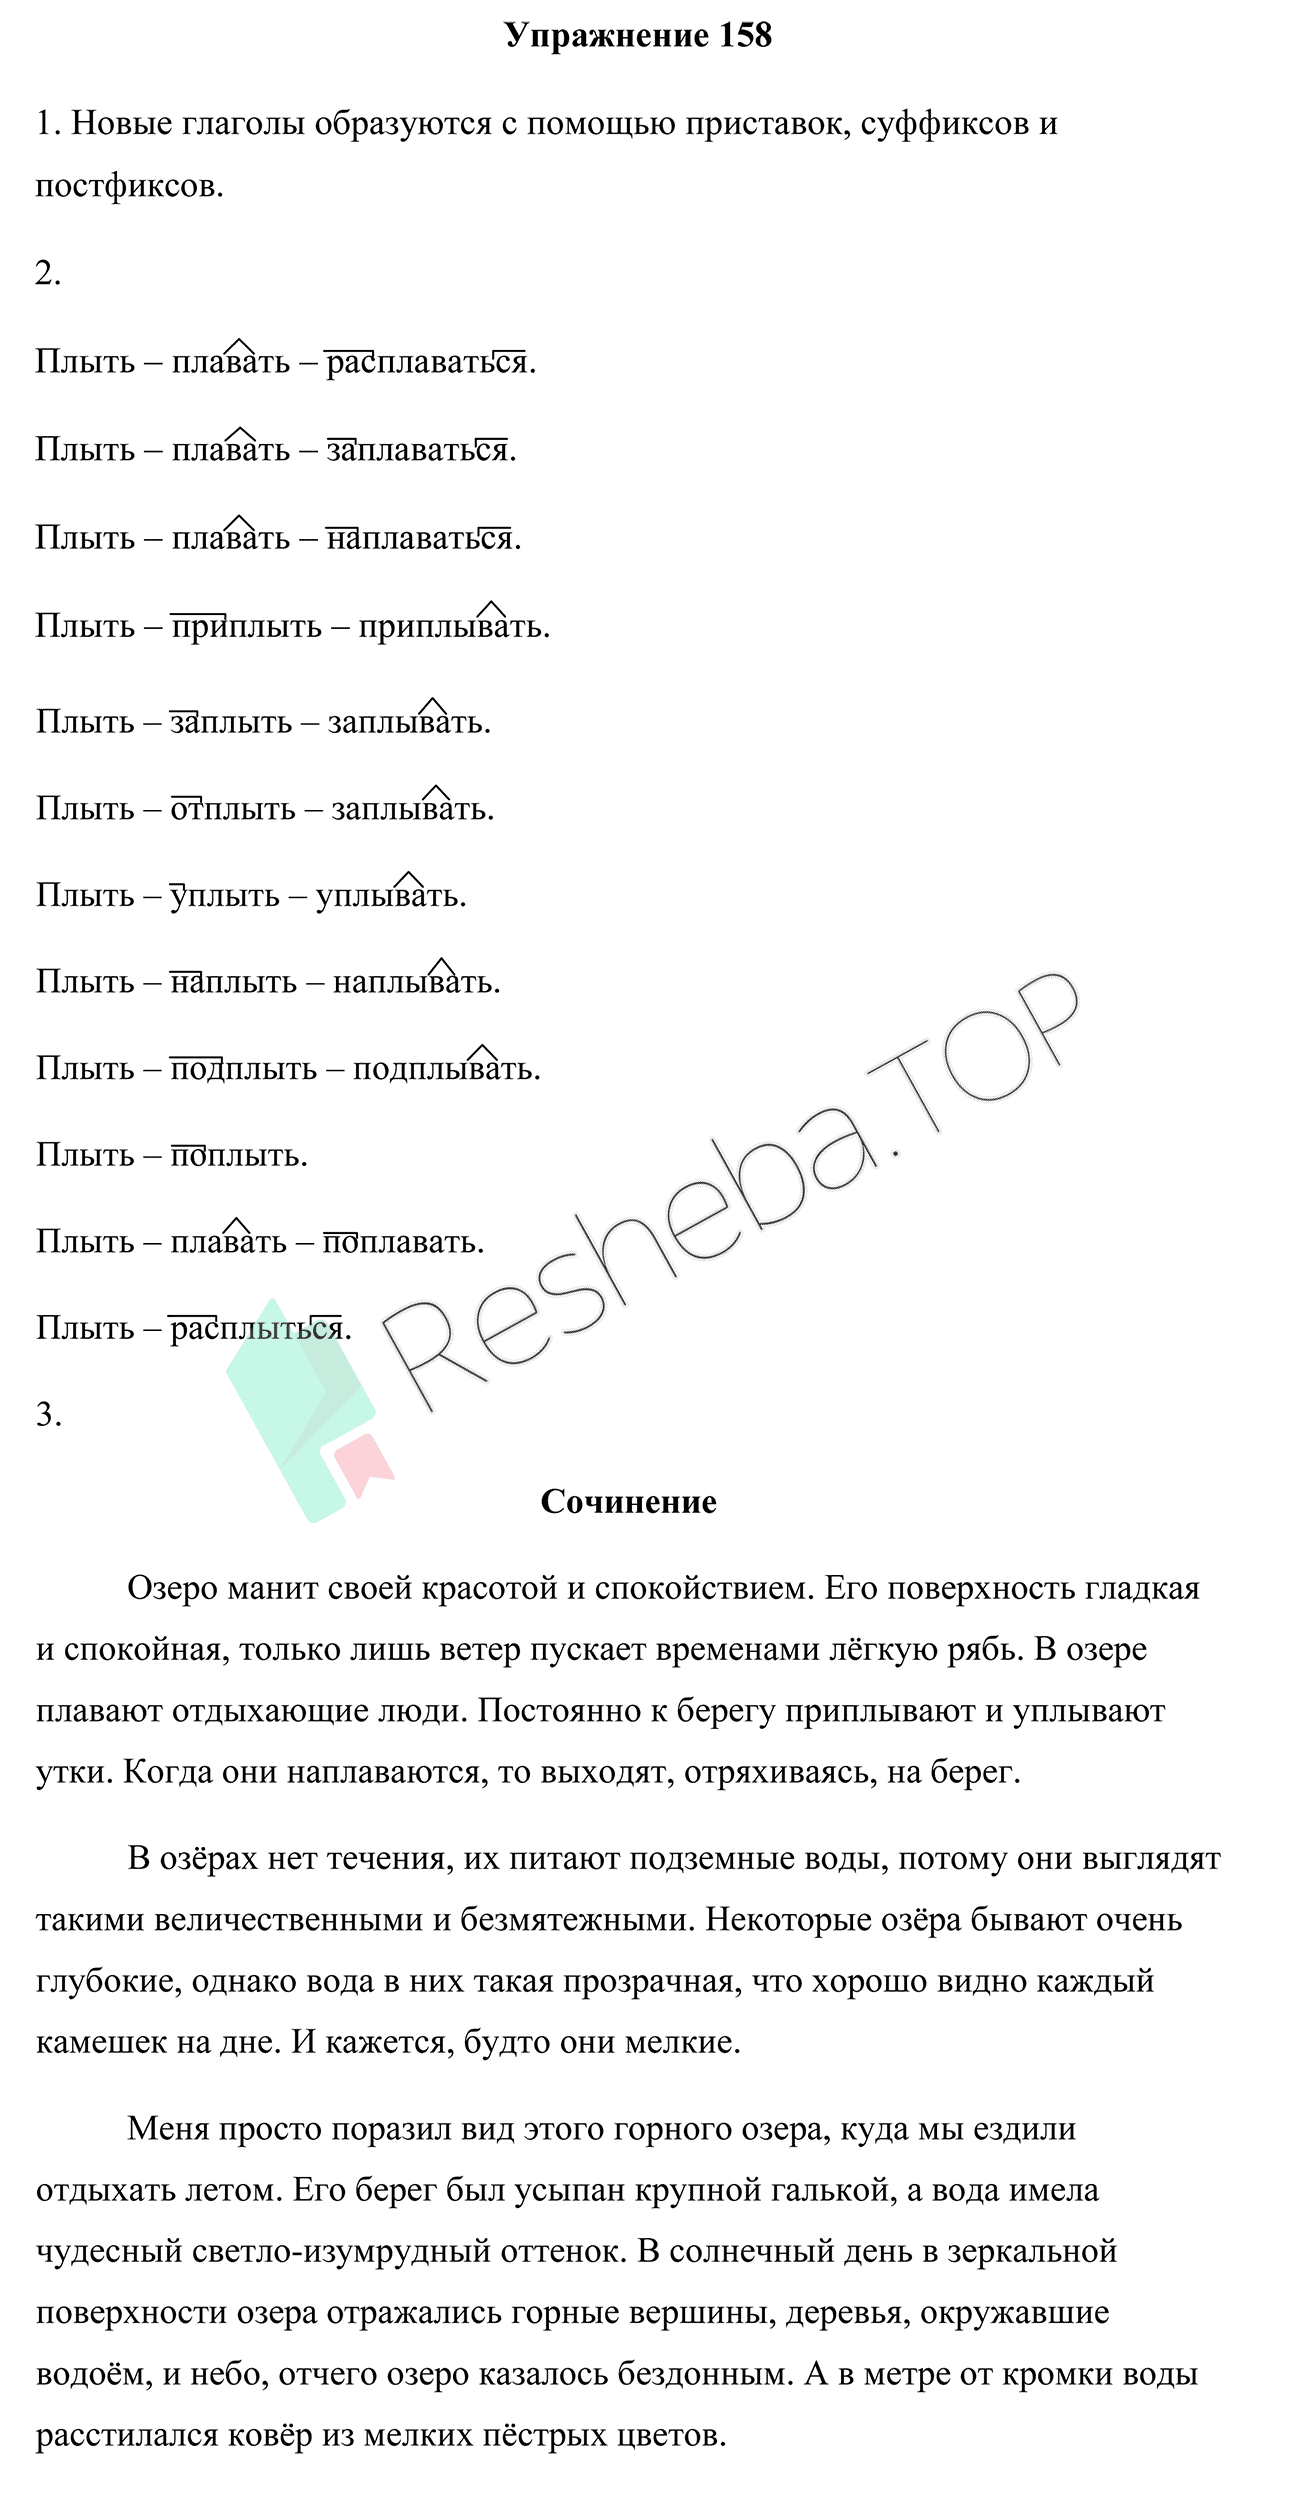 Упражнение 158
1. Новые глаголы образуются с помощью приставок, суффиксов и
постфиксов.
2.
Плыть – плавать – расплаваться.
Плыть – плавать – заплаваться.
Плыть – плавать – наплаваться.
Плыть – приплыть – приплывать.
Плыть – заплыть – заплывать.
Плыть – отплыть – заплывать.
Плыть – уплыть – уплывать.
Плыть – наплыть – наплывать.
Плыть – подплыть – подплывать.
Плыть – поплыть.
Плыть – плавать – поплавать.
Плыть – расплыться.
Resheba.TOP
3.
Сочинение
Озеро манит своей красотой и спокойствием. Его поверхность гладкая
и спокойная, только лишь ветер пускает временами лёгкую рябь. В озере
плавают отдыхающие люди. Постоянно к берегу приплывают и уплывают
утки. Когда они наплаваются, то выходят, отряхиваясь, на берег.
В озёрах нет течения, их питают подземные воды, потому они выглядят
такими величественными и безмятежными. Некоторые озёра бывают очень
глубокие, однако вода в них такая прозрачная, что хорошо видно каждый
камешек на дне. И кажется, будто они мелкие.
Меня просто поразил вид этого горного озера, куда мы ездили
отдыхать летом. Его берег был усыпан крупной галькой, а вода имела
чудесный светло-изумрудный оттенок. В солнечный день в зеркальной
поверхности озера отражались горные вершины, деревья, окружавшие
водоём, и небо, отчего озеро казалось бездонным. А в метре от кромки воды
расстилался ковёр из мелких пёстрых цветов.